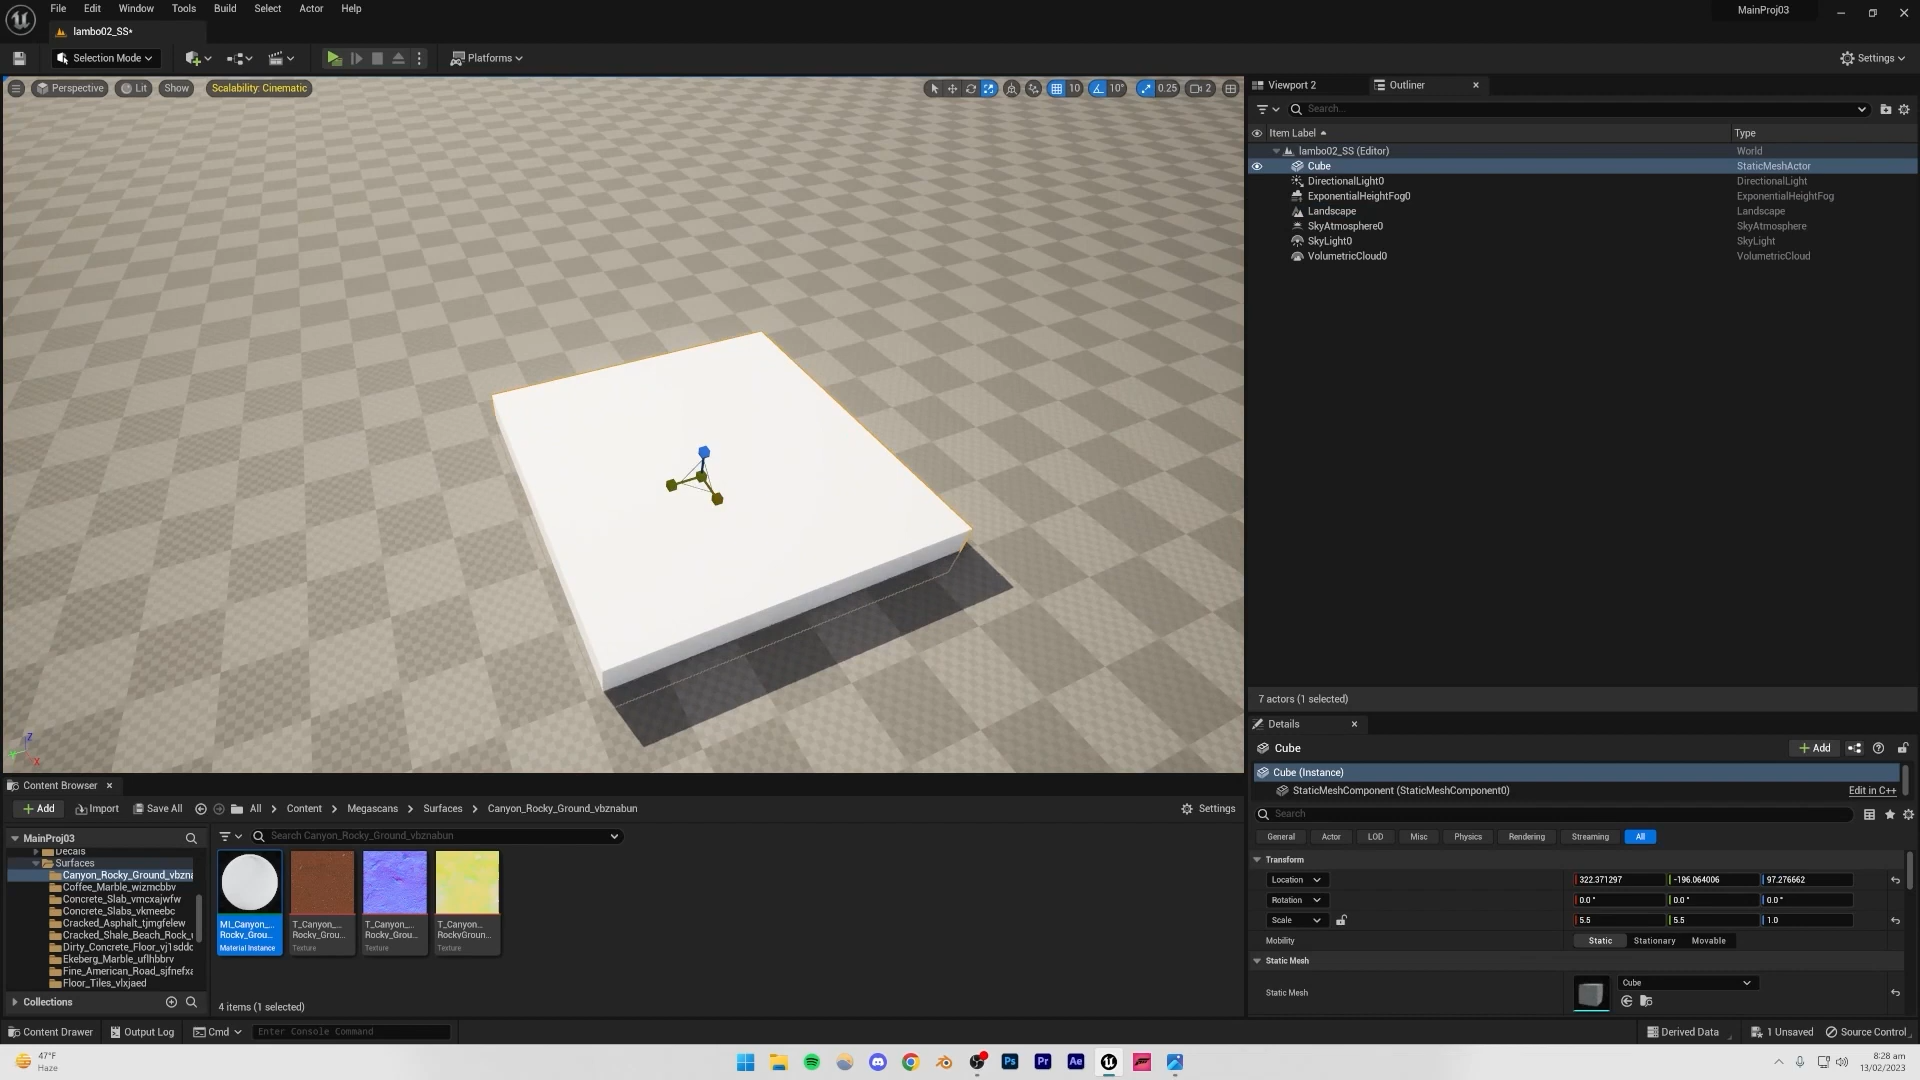 File Edit Window Tools Build Select Actor Help
MainProj03
lambo02_SS*
Selection Mode
Platforms
Settings
Perspective Lit Show Scalability: Cinematic
10 10° 0.25 2
Viewport 2 Outliner
Search...
Item Label Type
lambo02_SS (Editor) World
Cube StaticMeshActor
DirectionalLight0 DirectionalLight
ExponentialHeightFog0 ExponentialHeightFog
Landscape Landscape
SkyAtmosphere0 SkyAtmosphere
SkyLight0 SkyLight
VolumetricCloud0 VolumetricCloud
7 actors (1 selected)
Details
Cube
Add
Cube (Instance)
StaticMeshComponent (StaticMeshComponent0) Edit in C++
Search
General Actor LOD Misc Physics Rendering Streaming All
Transform
Location 322.371297 -196.064006 97.276662
Rotation 0.0° 0.0° 0.0°
Scale 5.5 5.5 1.0
Mobility Static Stationary Movable
Static Mesh
Static Mesh Cube
Z
Y
X
Content Browser
Add Import Save All All Content Megascans Surfaces Canyon_Rocky_Ground_vbznabun Settings
MainProj03
Search Canyon_Rocky_Ground_vbznabun
Decals
Surfaces
Canyon_Rocky_Ground_vbzna
Coffee_Marble_wizmcbbv
Concrete_Slab_vmcxajwfw
Concrete_Slabs_vkmeebc
Cracked_Asphalt_tjmgfelew
Cracked_Shale_Beach_Rock_
Dirty_Concrete_Floor_vj1sddc
Ekeberg_Marble_uflhbbrv
Fine_American_Road_sjfnefxa
Floor_Tiles_vlxjaed
Collections
MI_Canyon_...
Rocky_Grou...
Material Instance
T_Canyon_...
Rocky_Grou...
Texture
T_Canyon_...
Rocky_Grou...
Texture
T_Canyon_
RockyGroun...
Texture
4 items (1 selected)
Content Drawer Output Log Cmd Enter Console Command
Derived Data 1 Unsaved Source Control
47°F
Haze
Ps Pr Ae
8:28 am
13/02/2023